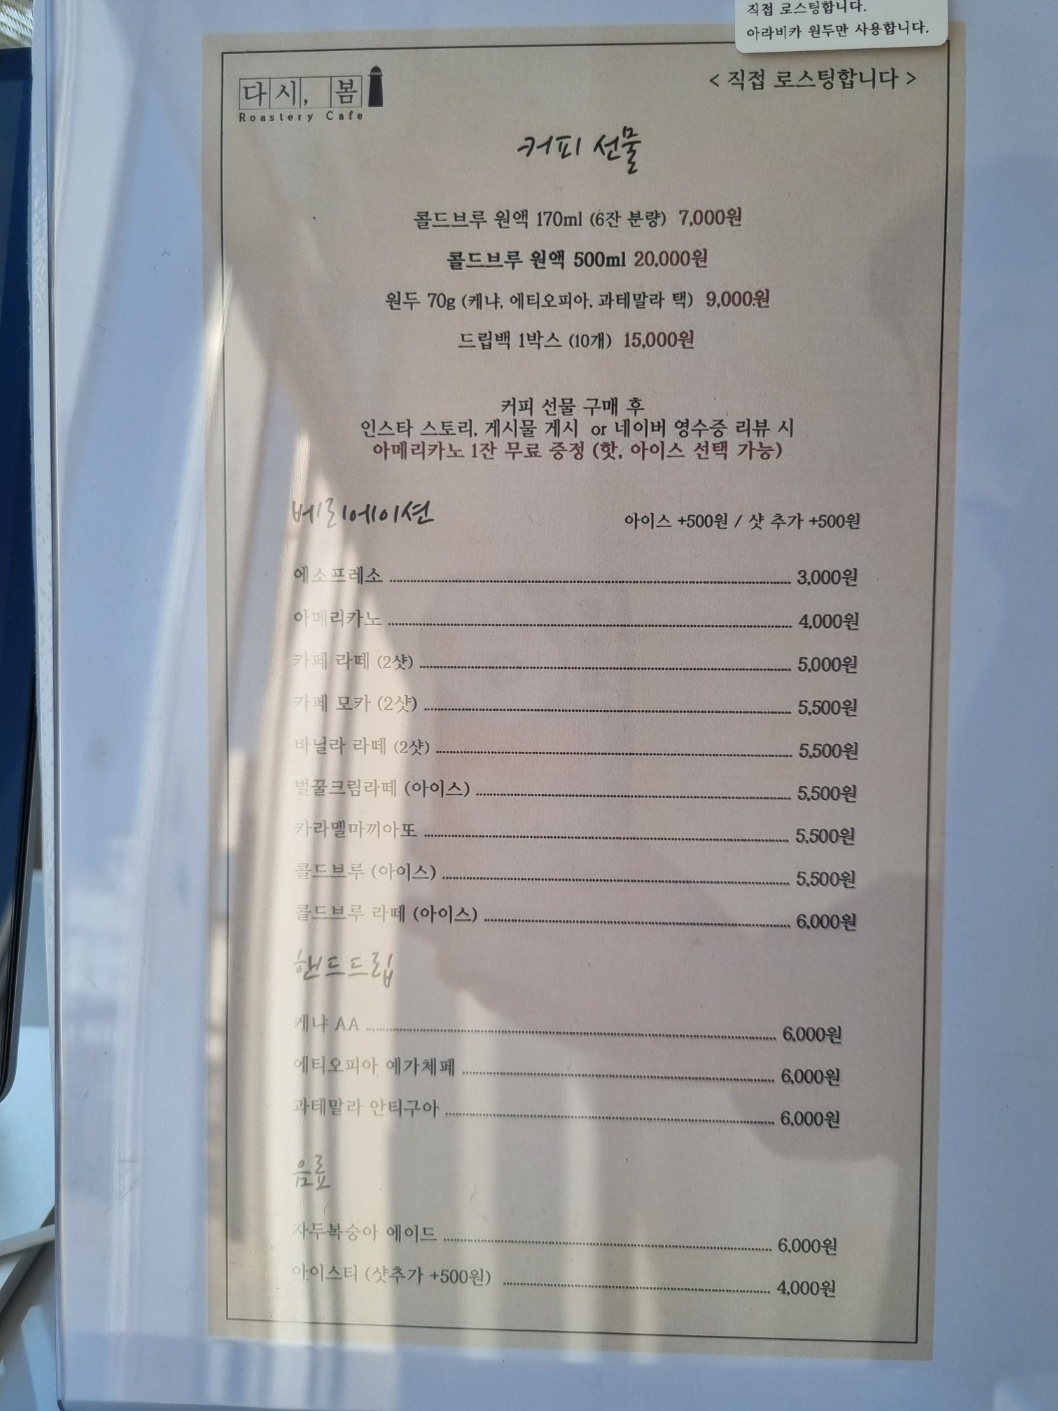 직접 로스팅합니다.
아라비카 원두만 사용합니다.
다시, 봄
Roastery Cafe
< 직접 로스팅합니다 >
커피 선물
콜드브루 원액 170ml (6잔 분량) 7,000원
콜드브루 원액 500ml 20,000원
원두 70g (케냐, 에티오피아, 과테말라 택) 9,000원
드립백 1박스 (10개) 15,000원
커피 선물 구매 후
인스타 스토리, 게시물 게시 or 네이버 영수증 리뷰 시
아메리카노 1잔 무료 증정 (핫, 아이스 선택 가능)
베리에이션
아이스 +500원 / 샷 추가 +500원
에소프레소 3,000원
아메리카노 4,000원
카페 라떼 (2샷) 5,000원
카페 모카 (2샷) 5,500원
바닐라 라떼 (2샷) 5,500원
벌꿀크림라떼 (아이스) 5,500원
카라멜마끼아또 5,500원
콜드브루 (아이스) 5,500원
콜드브루 라떼 (아이스) 6,000원
핸드드립
케냐 AA 6,000원
에티오피아 예가체페 6,000원
과테말라 안티구아 6,000원
음료
자두복숭아 에이드 6,000원
아이스티 (샷추가 +500원) 4,000원